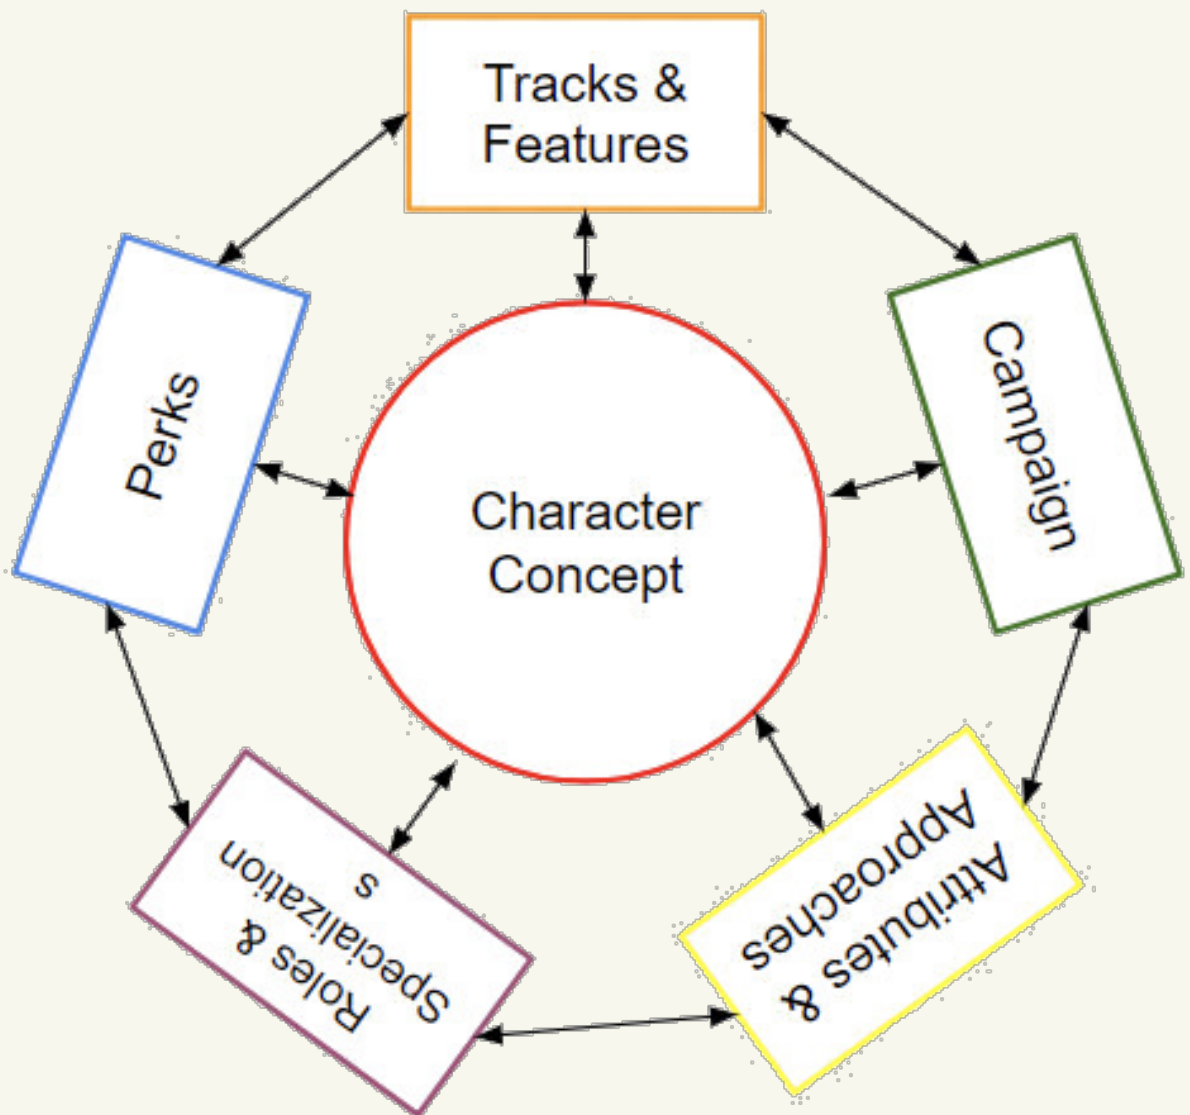 Tracks &
Features
Campaign
Attributes &
Approaches
Roles &
Specialization
s
Perks
Character
Concept